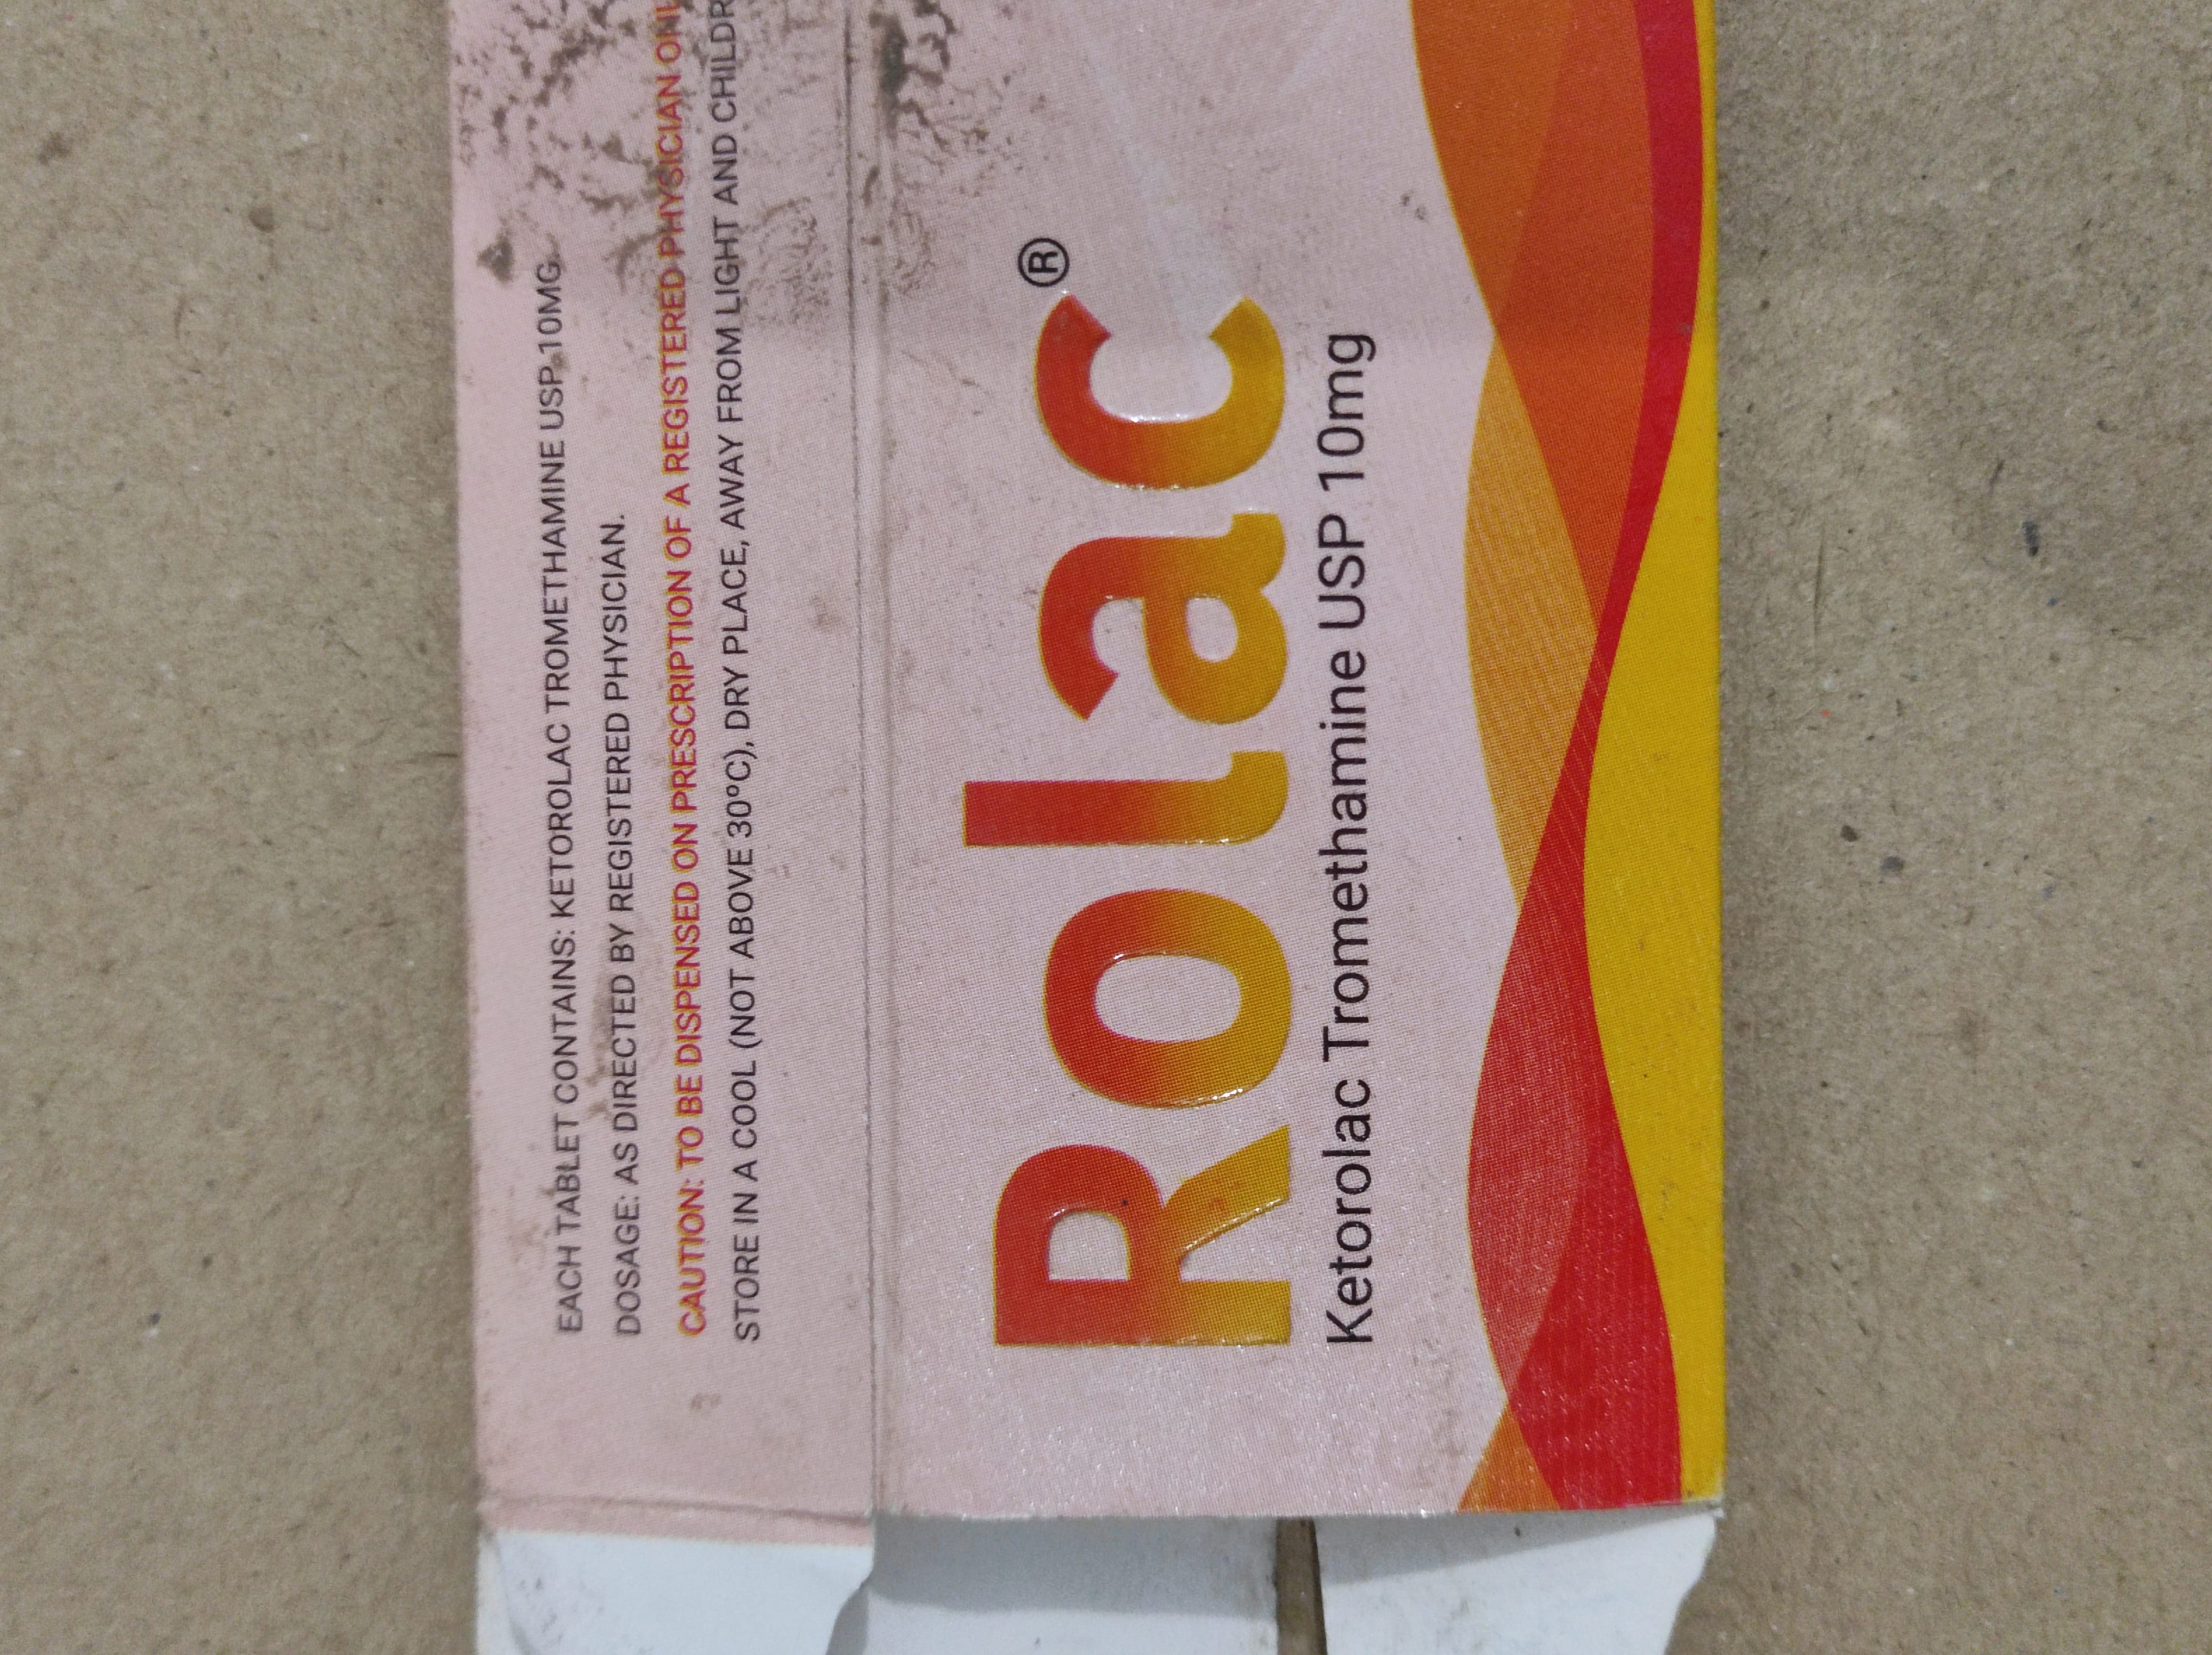 EACH TABLET CONTAINS: KETOROLAC TROMETHAMINE USP 10MG.
DOSAGE: AS DIRECTED BY REGISTERED PHYSICIAN.
CAUTION: TO BE DISPENSED ON PRESCRIPTION OF A REGISTERED PHYSICIAN
STORE IN A COOL (NOT ABOVE 30ºC), DRY PLACE, AWAY FROM LIGHT AND
Rolac®
Ketorolac Tromethamine USP 10mg